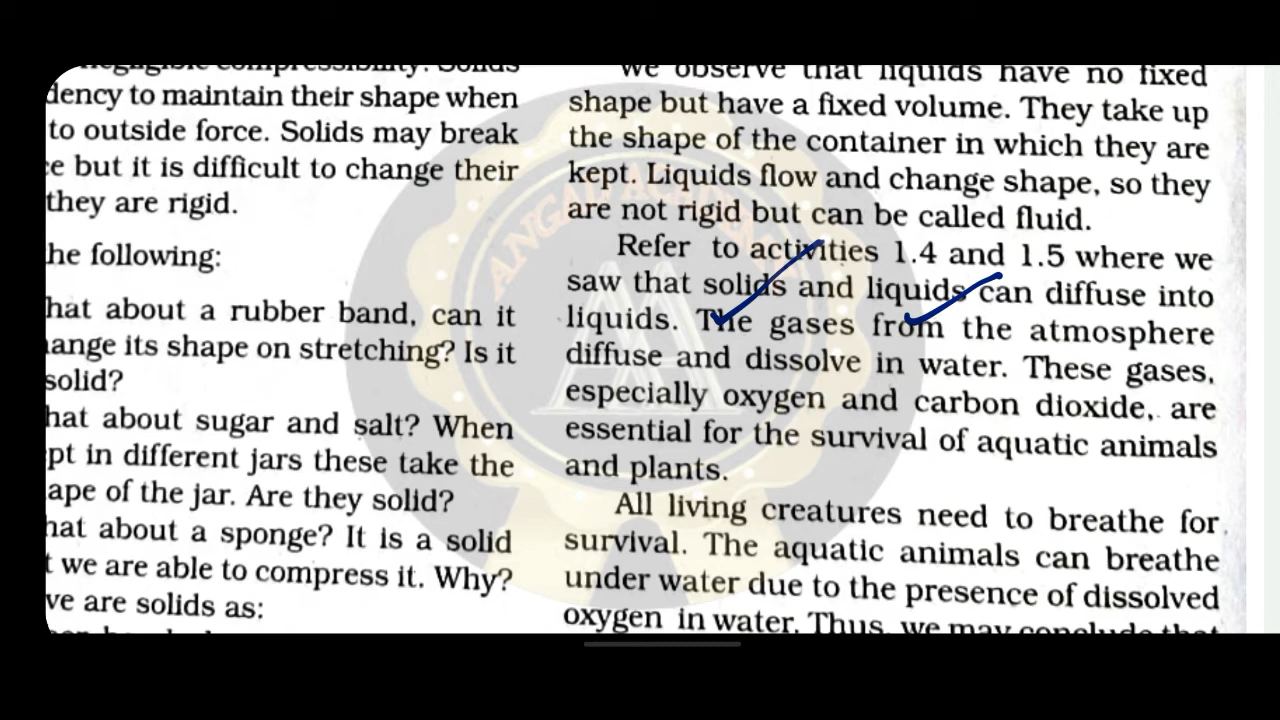 negligible compressibility. Solids
dency to maintain their shape when
to outside force. Solids may break
e but it is difficult to change their
they are rigid.
he following:
hat about a rubber band, can it
ange its shape on stretching? Is it
solid?
hat about sugar and salt? When
pt in different jars these take the
ape of the jar. Are they solid?
hat about a sponge? It is a solid
t we are able to compress it. Why?
ve are solids as:
we observe that liquids have no fixed
shape but have a fixed volume. They take up
the shape of the container in which they are
kept. Liquids flow and change shape, so they
are not rigid but can be called fluid.
Refer to activities 1.4 and 1.5 where we
saw that solids and liquids can diffuse into
liquids. The gases from the atmosphere
diffuse and dissolve in water. These gases,
especially oxygen and carbon dioxide, are
essential for the survival of aquatic animals
and plants.
All living creatures need to breathe for
survival. The aquatic animals can breathe
under water due to the presence of dissolved
oxygen in water. Thus, we may conclude that